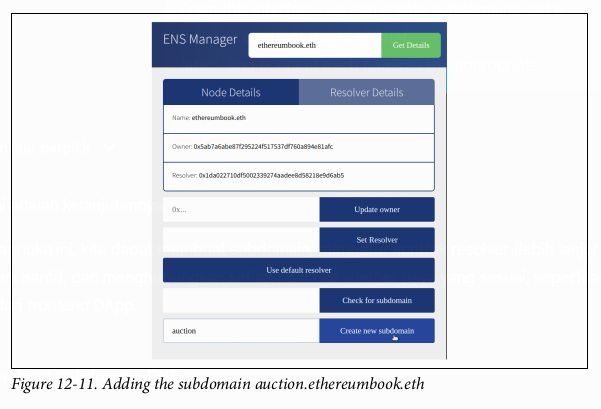 ENS Manager
ethereumbook.eth
Get Details
Node Details
Resolver Details
Name: ethereumbook.eth
Owner: 0x5ab7a6abe87f295224f517537df760a894e81afc
Resolver: 0x1da022710df5002339274aadee8d58218e9d6ab5
0x...
Update owner
Set Resolver
Use default resolver
Check for subdomain
auction
Create new subdomain
Figure 12-11. Adding the subdomain auction.ethereumbook.eth